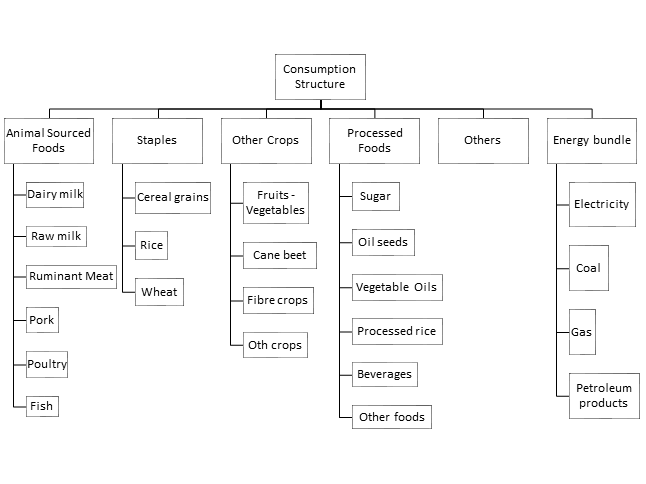 Consumption
Structure
Animal Sourced
Foods
Staples
Other Crops
Processed
Foods
Others
Energy bundle
Dairy milk
Raw milk
Ruminant Meat
Pork
Poultry
Fish
Cereal grains
Rice
Wheat
Fruits -
Vegetables
Cane beet
Fibre crops
Oth crops
Sugar
Oil seeds
Vegetable Oils
Processed rice
Beverages
Other foods
Electricity
Coal
Gas
Petroleum
products